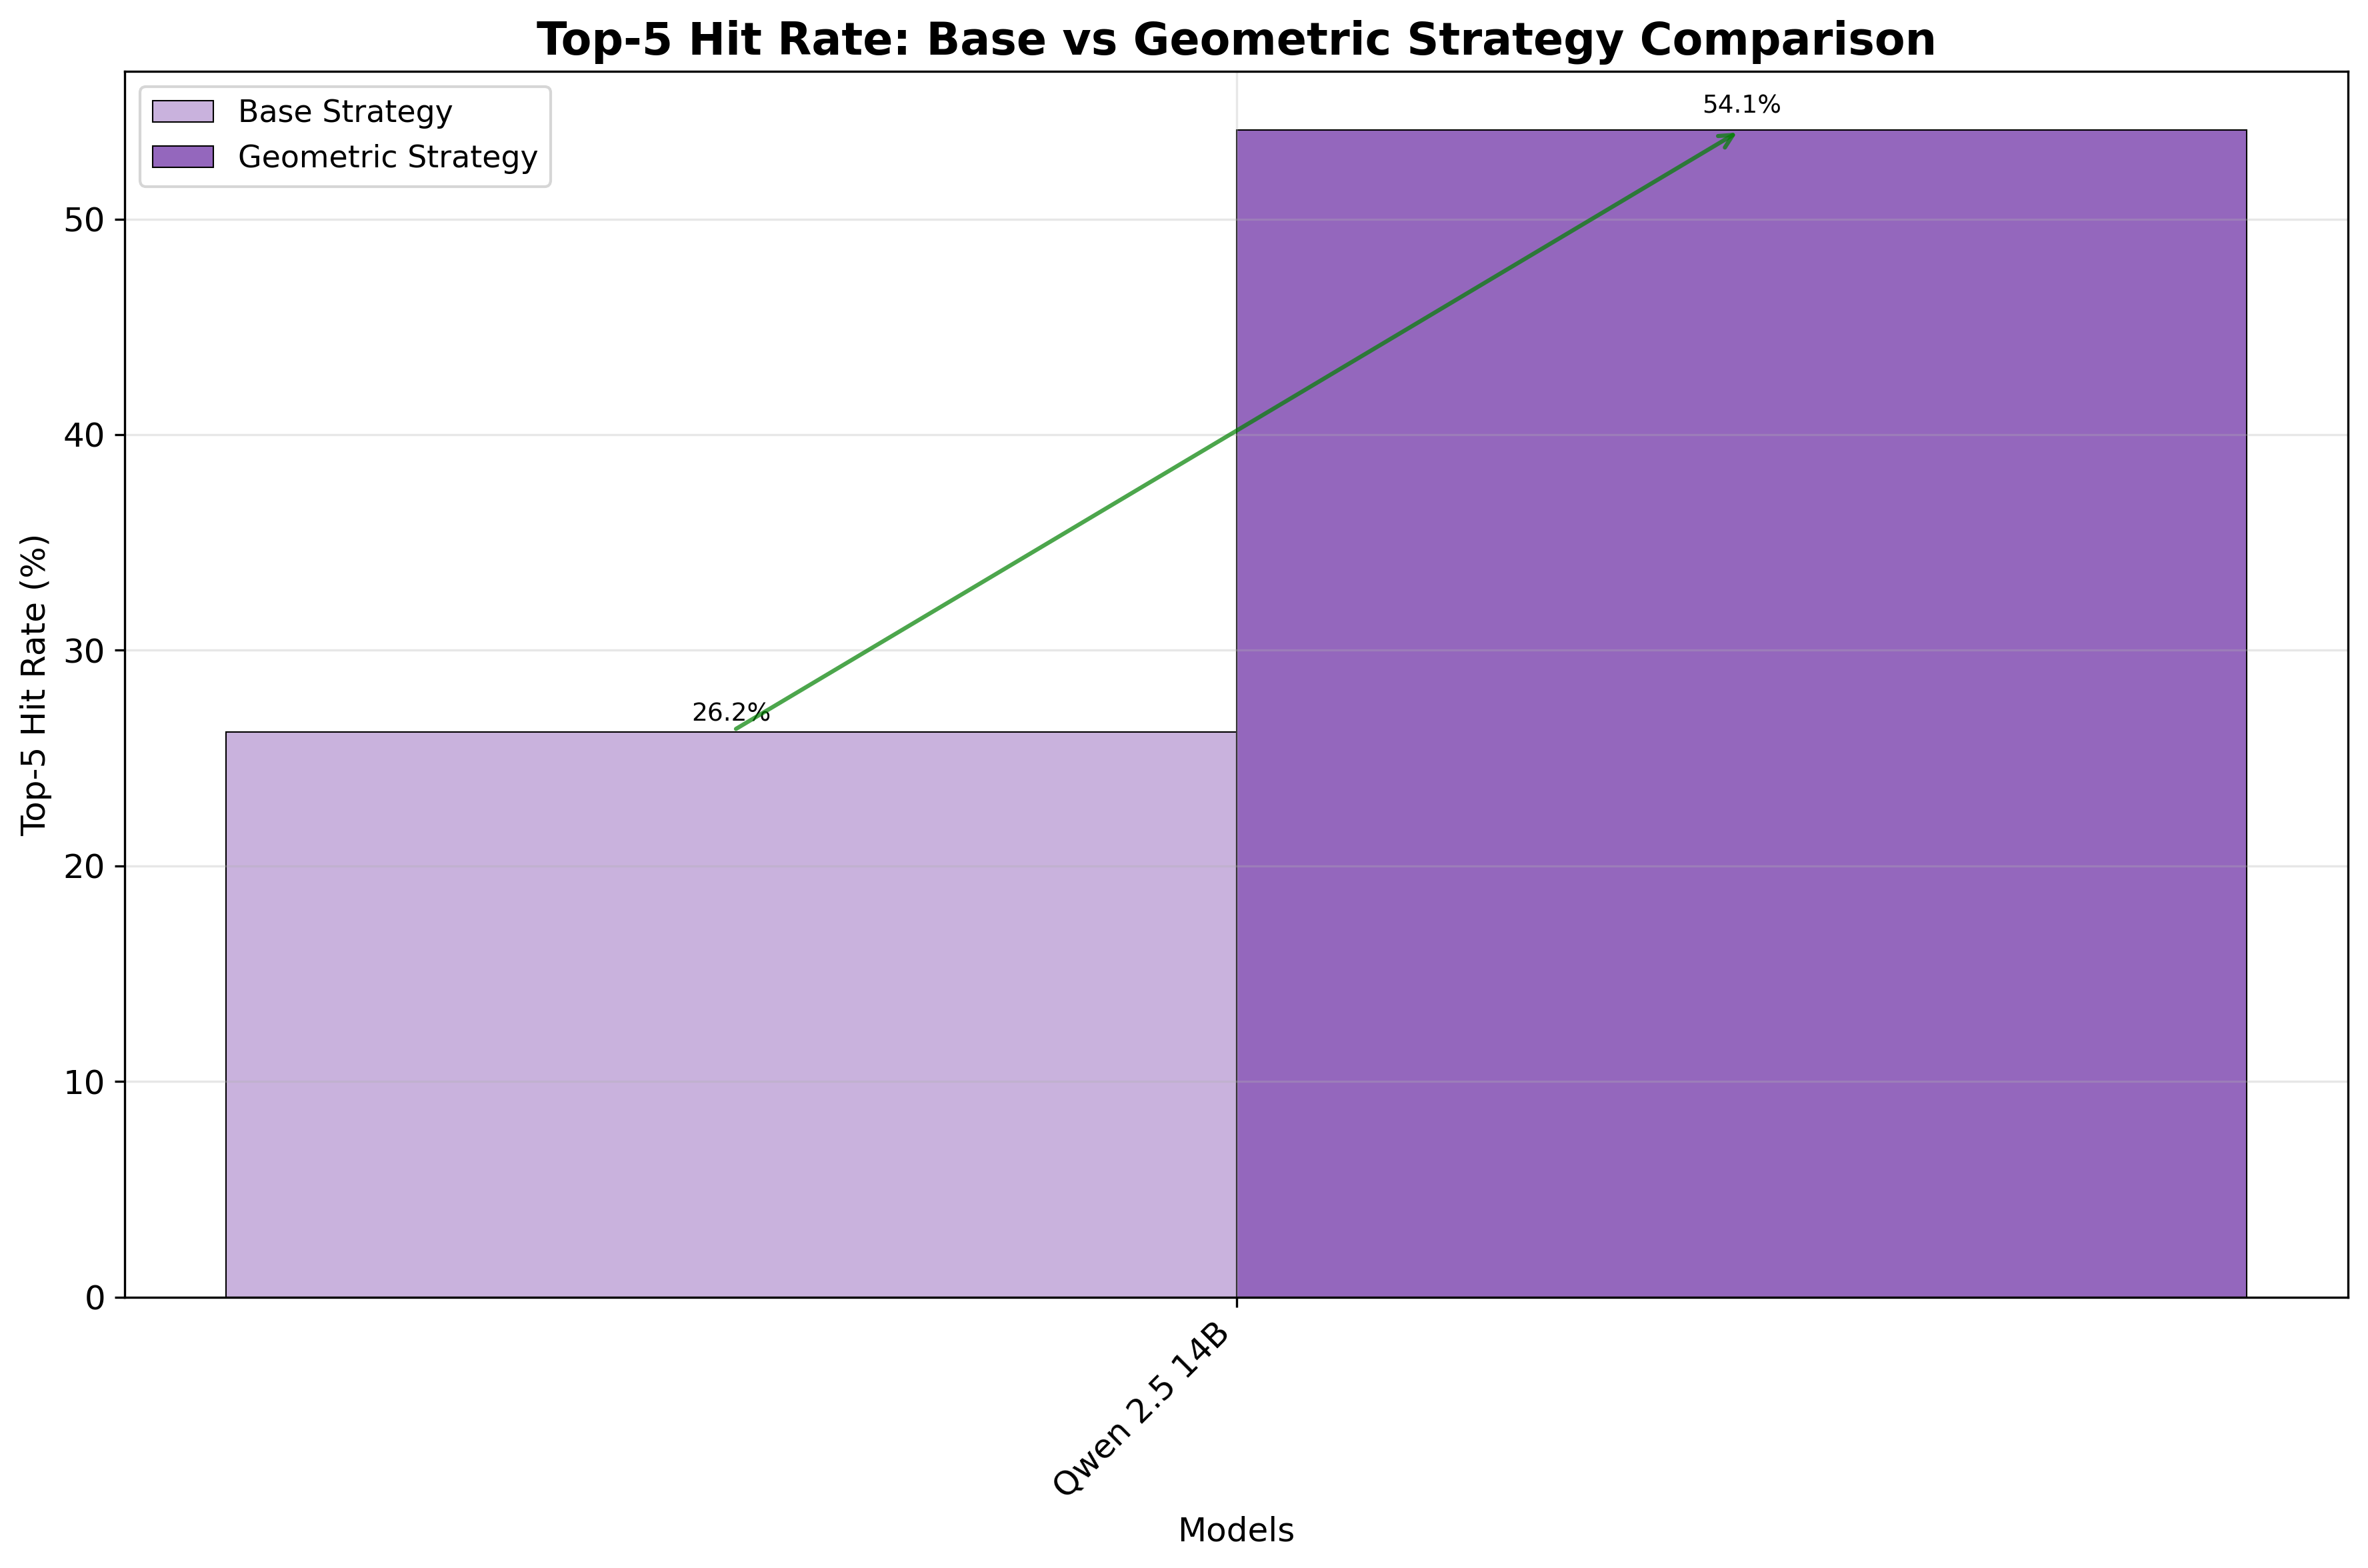 Top-5 Hit Rate: Base vs Geometric Strategy Comparison
Base Strategy
Geometric Strategy
54.1%
26.2%
Top-5 Hit Rate (%)
50
40
30
20
10
0
Qwen 2.5 14B
Models